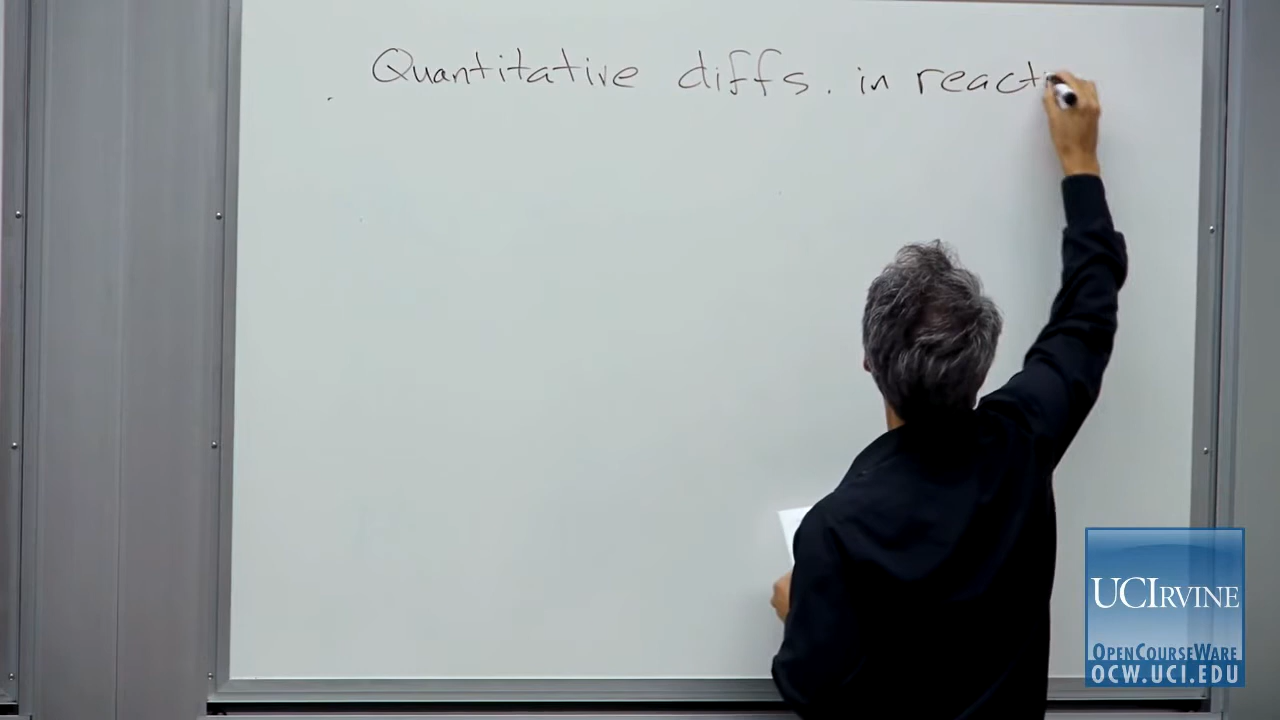 Quantitative diffs. in react
UCIRVINE
OPENCOURSEWARE
OCW.UCI.EDU